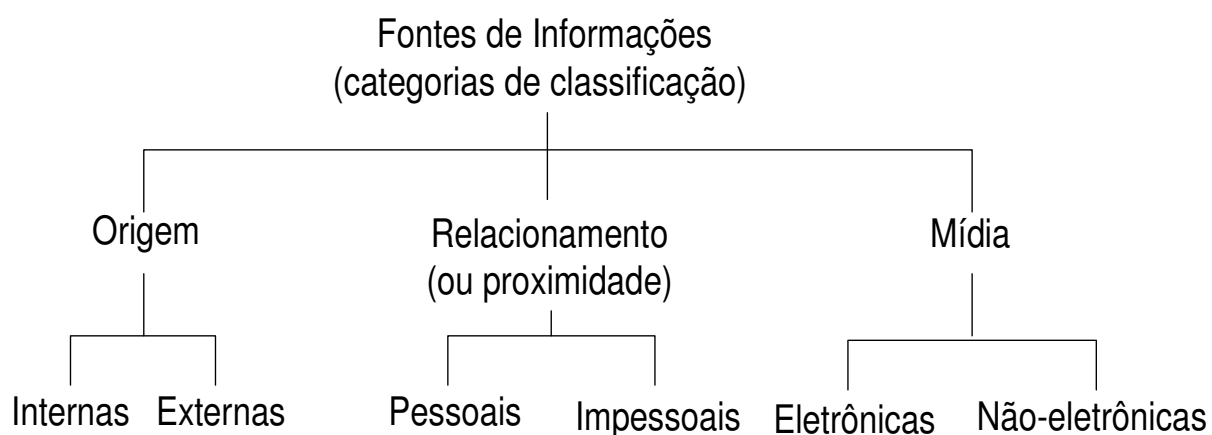 Fontes de Informações
(categorias de classificação)
Origem
Relacionamento
(ou proximidade)
Mídia
Internas
Externas
Pessoais
Impessoais
Eletrônicas
Não-eletrônicas